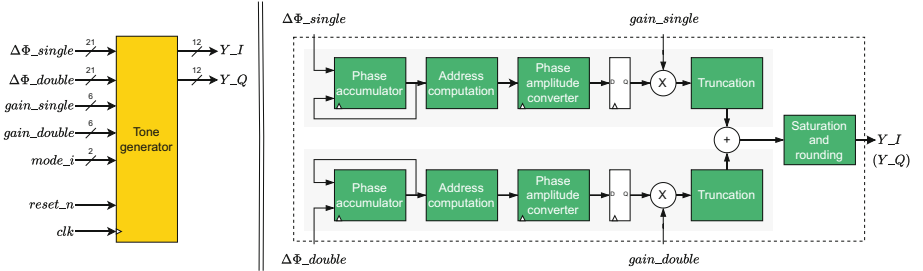 ΔΦ_single
21
ΔΦ_double
21
gain_single
6
gain_double
6
mode_i
2
reset_n
clk
Tone
generator
12
Y_I
12
Y_Q
ΔΦ_single
gain_single
Phase
accumulator
Address
computation
Phase
amplitude
converter
D
Q
X
Truncation
+
Saturation
and
rounding
Y_I
(Y_Q)
Phase
accumulator
Address
computation
Phase
amplitude
converter
D
Q
X
Truncation
ΔΦ_double
gain_double